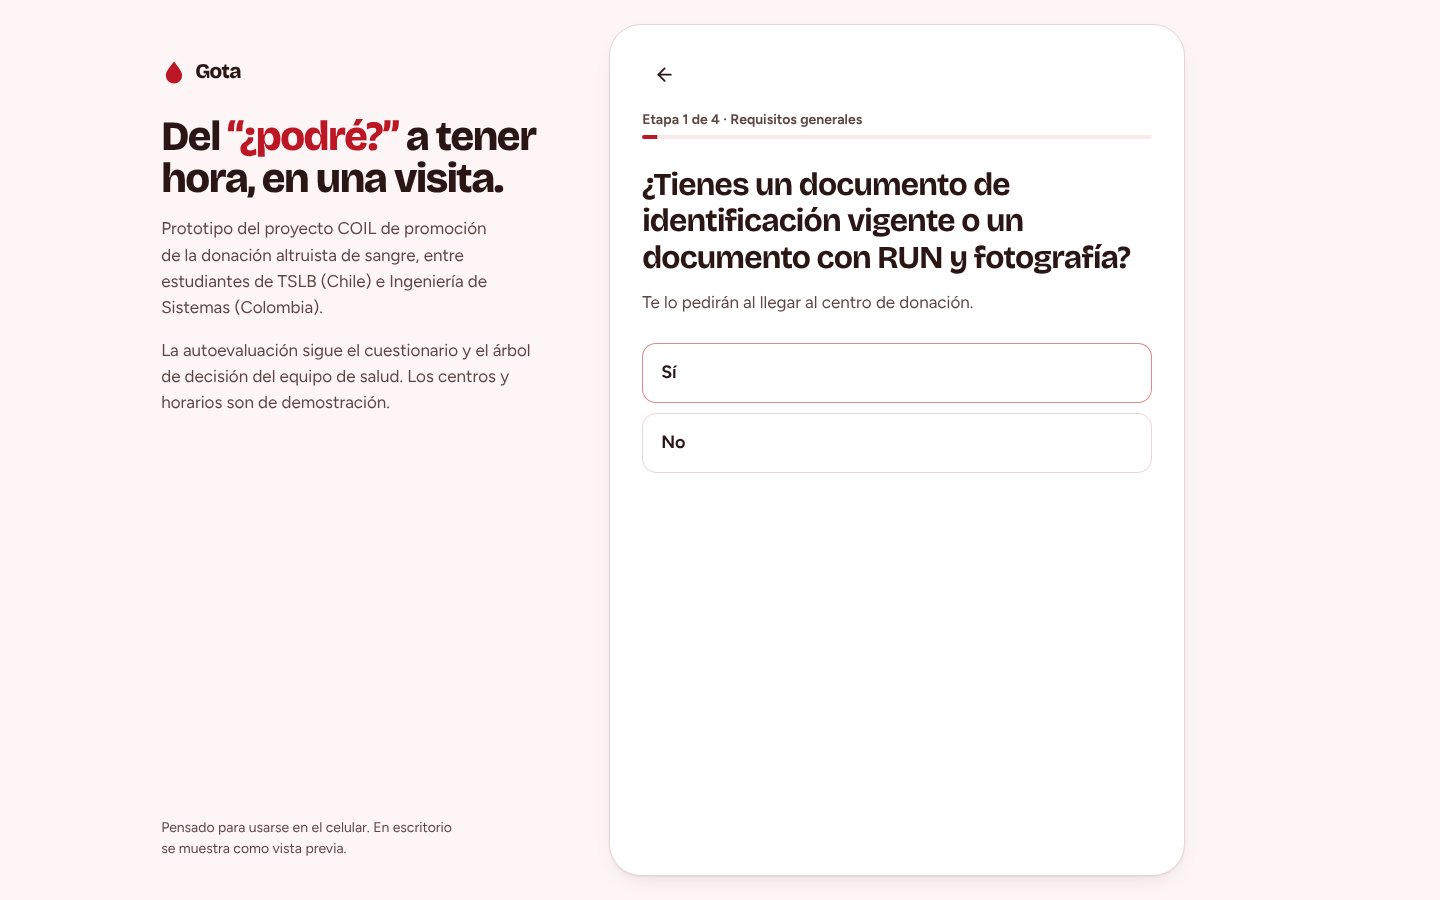 Gota
Del “¿podré?” a tener
hora, en una visita.
Prototipo del proyecto COIL de promoción
de la donación altruista de sangre, entre
estudiantes de TSLB (Chile) e Ingeniería de
Sistemas (Colombia).
La autoevaluación sigue el cuestionario y el árbol
de decisión del equipo de salud. Los centros y
horarios son de demostración.
Pensado para usarse en el celular. En escritorio
se muestra como vista previa.
Etapa 1 de 4 · Requisitos generales
¿Tienes un documento de
identificación vigente o un
documento con RUN y fotografía?
Te lo pedirán al llegar al centro de donación.
Sí
No